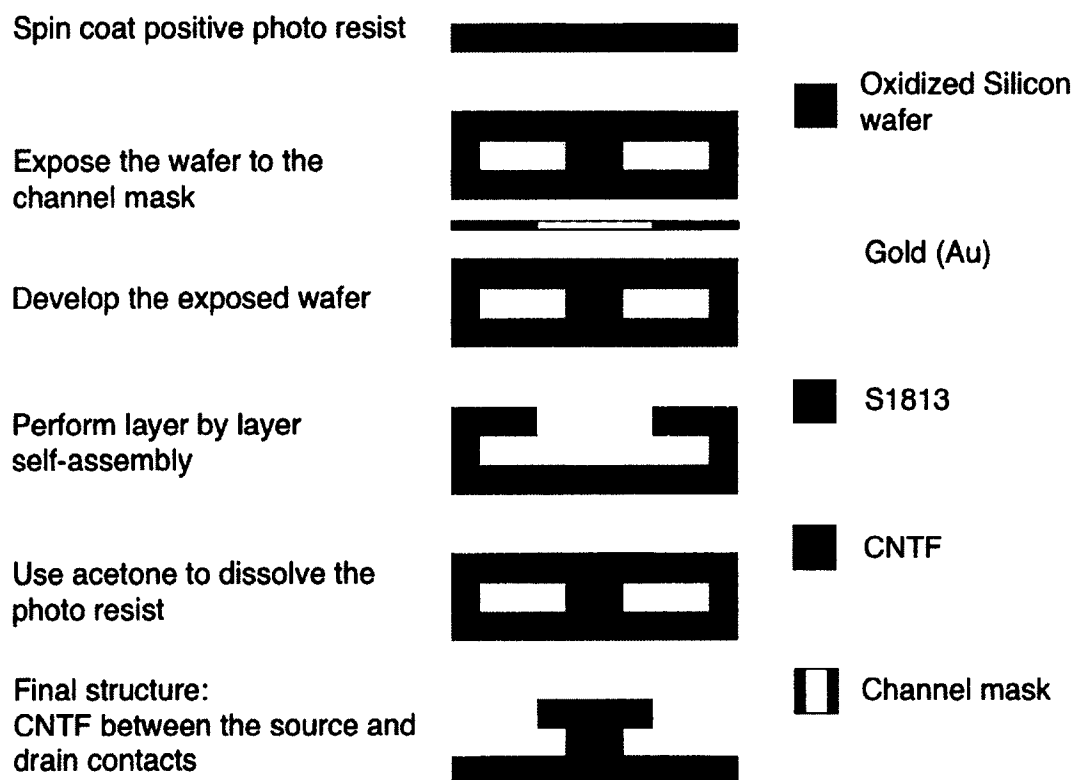 Spin coat positive photo resist
Expose the wafer to the
channel mask
Develop the exposed wafer
Perform layer by layer
self-assembly
Use acetone to dissolve the
photo resist
Final structure:
CNTF between the source and
drain contacts
Oxidized Silicon
wafer
Gold (Au)
S1813
CNTF
Channel mask